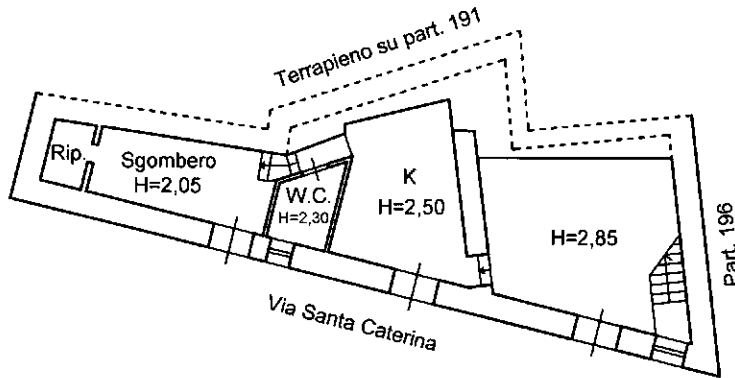 Terrapieno su part. 191
Rip.
Sgombero
H=2,05
W.C.
H=2,30
K
H=2,50
H=2,85
Part. 196
Via Santa Caterina